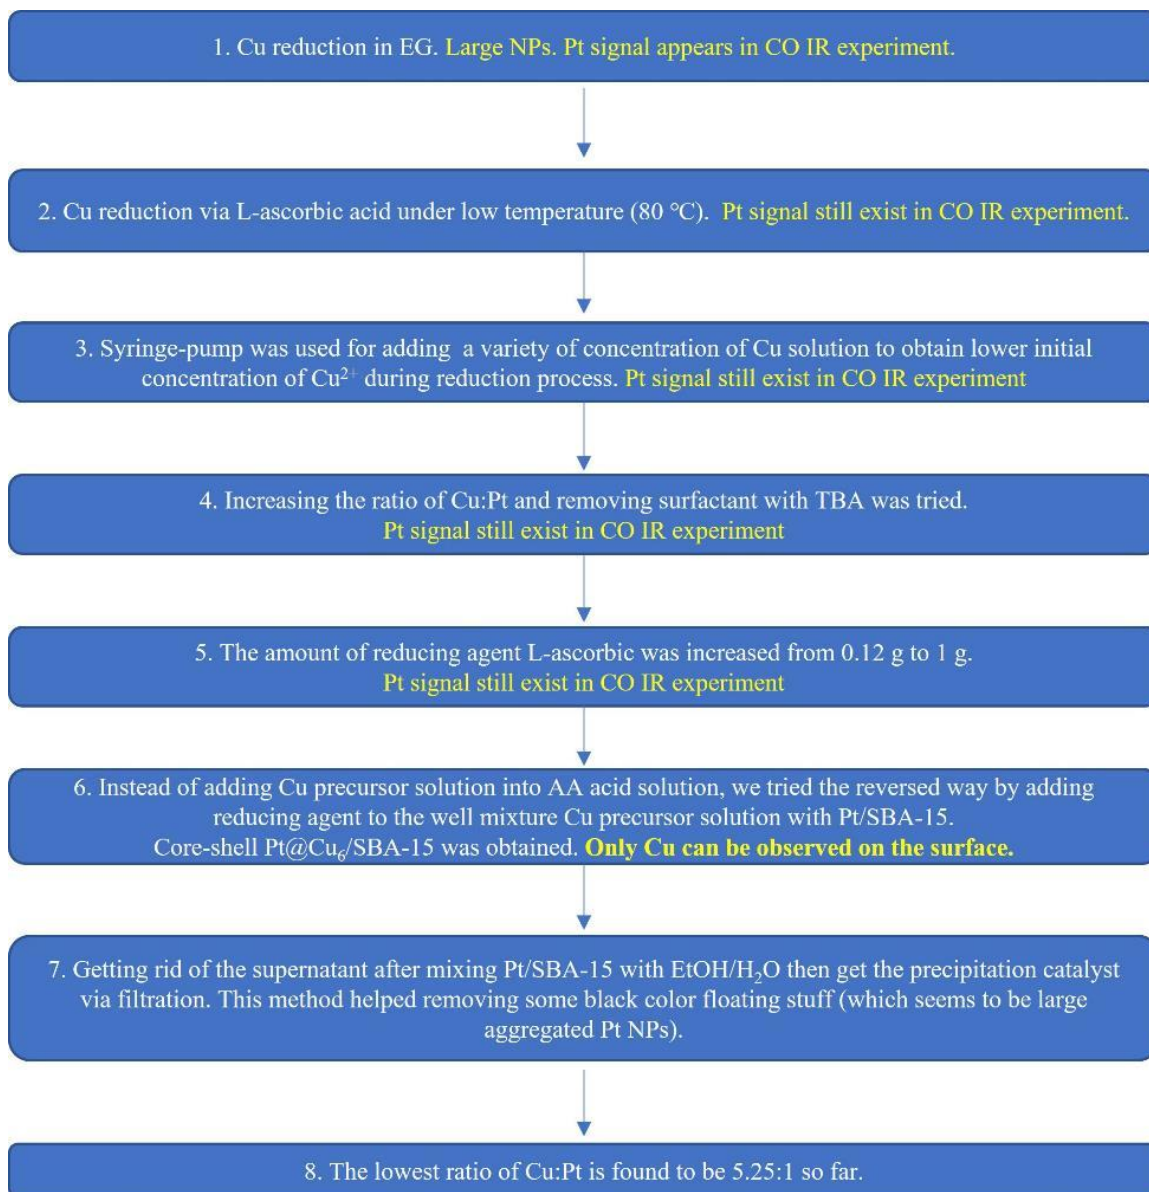 1. Cu reduction in EG. Large NPs. Pt signal appears in CO IR experiment.
2. Cu reduction via L-ascorbic acid under low temperature (80 ℃). Pt signal still exist in CO IR experiment.
3. Syringe-pump was used for adding a variety of concentration of Cu solution to obtain lower initial
concentration of Cu²⁺ during reduction process. Pt signal still exist in CO IR experiment
4. Increasing the ratio of Cu:Pt and removing surfactant with TBA was tried.
Pt signal still exist in CO IR experiment
5. The amount of reducing agent L-ascorbic was increased from 0.12 g to 1 g.
Pt signal still exist in CO IR experiment
6. Instead of adding Cu precursor solution into AA acid solution, we tried the reversed way by adding
reducing agent to the well mixture Cu precursor solution with Pt/SBA-15.
Core-shell Pt@Cu₆/SBA-15 was obtained. Only Cu can be observed on the surface.
7. Getting rid of the supernatant after mixing Pt/SBA-15 with EtOH/H₂O then get the precipitation catalyst
via filtration. This method helped removing some black color floating stuff (which seems to be large
aggregated Pt NPs).
8. The lowest ratio of Cu:Pt is found to be 5.25:1 so far.